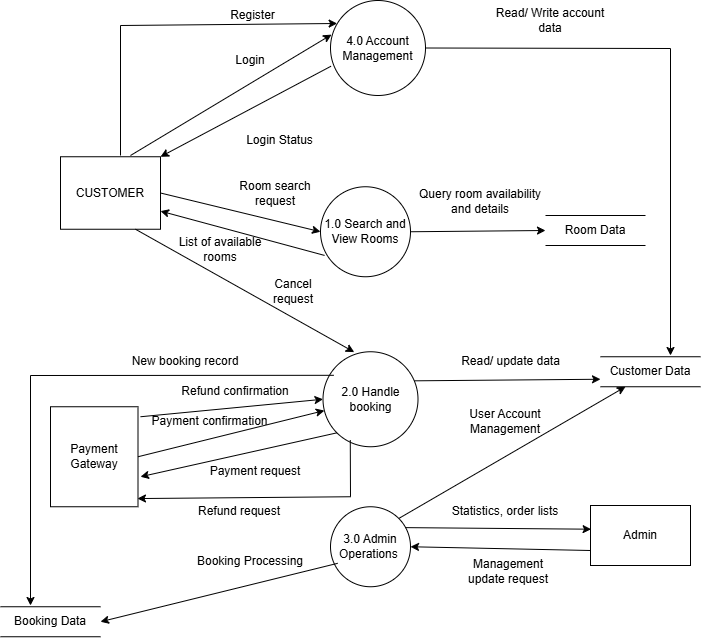 Register
Read/ Write account
data
4.0 Account
Management
Login
Login Status
CUSTOMER
Room search
request
Query room availability
and details
1.0 Search and
View Rooms
Room Data
List of available
rooms
Cancel
request
New booking record
Read/ update data
Customer Data
Refund confirmation
2.0 Handle
booking
Payment confirmation
User Account
Management
Payment
Gateway
Payment request
Refund request
Statistics, order lists
3.0 Admin
Operations
Admin
Booking Processing
Management
update request
Booking Data